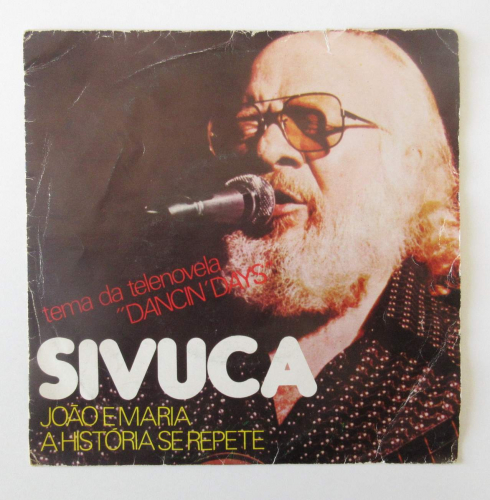 tema da telenovela
"DANCIN' DAYS"
SIVUCA
JOÃO E MARIA
A HISTÓRIA SE REPETE